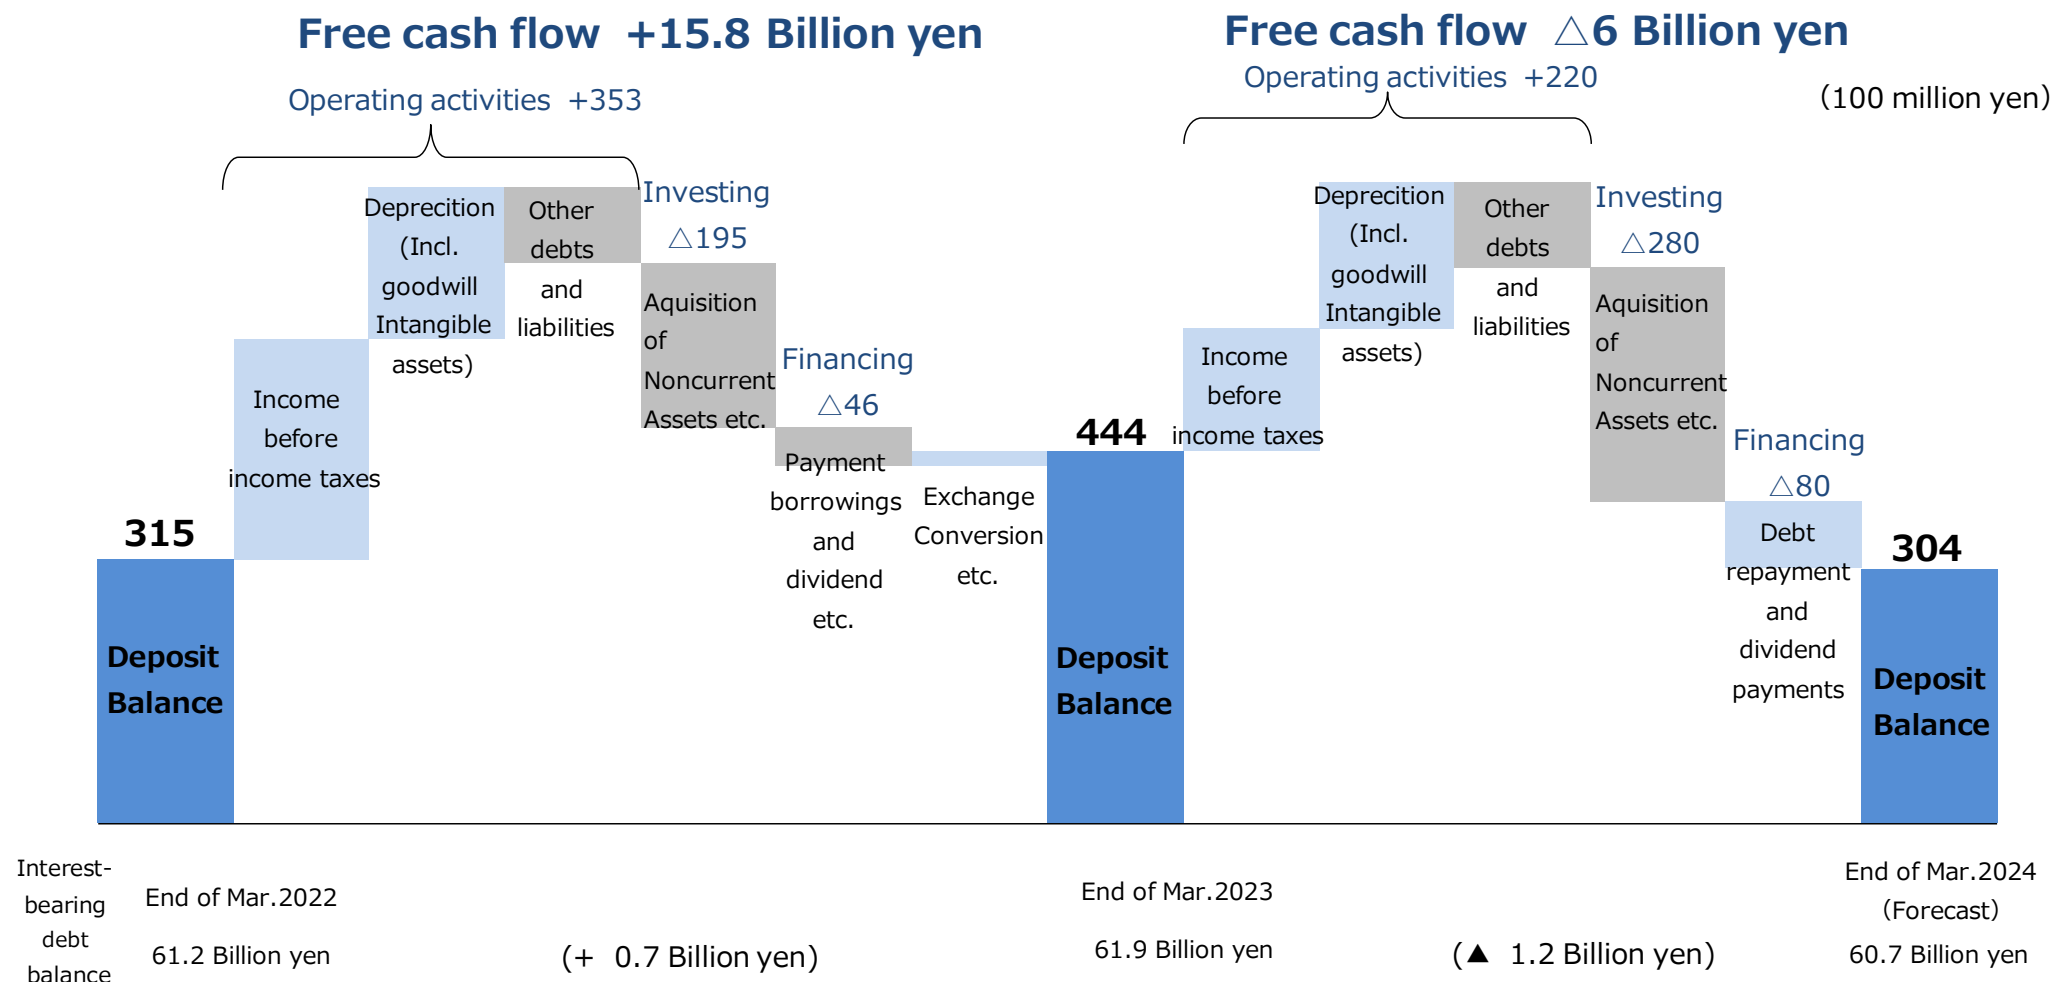 Free cash flow +15.8 Billion yen
Operating activities +353
Free cash flow △6 Billion yen
Operating activities +220
(100 million yen)
315
Deposit
Balance
Income
before
income taxes
Deprecition
(Incl.
goodwill
Intangible
assets)
Other
debts
and
liabilities
Investing
△195
Aquisition
of
Noncurrent
Assets etc.
Financing
△46
Payment
borrowings
and
dividend
etc.
Exchange
Conversion
etc.
444
Deposit
Balance
Income
before
income taxes
Deprecition
(Incl.
goodwill
Intangible
assets)
Other
debts
and
liabilities
Investing
△280
Aquisition
of
Noncurrent
Assets etc.
Financing
△80
Debt
repayment
and
dividend
payments
304
Deposit
Balance
Interest-
bearing
debt
balance
End of Mar.2022
61.2 Billion yen
(+ 0.7 Billion yen)
End of Mar.2023
61.9 Billion yen
(▲ 1.2 Billion yen)
End of Mar.2024
(Forecast)
60.7 Billion yen